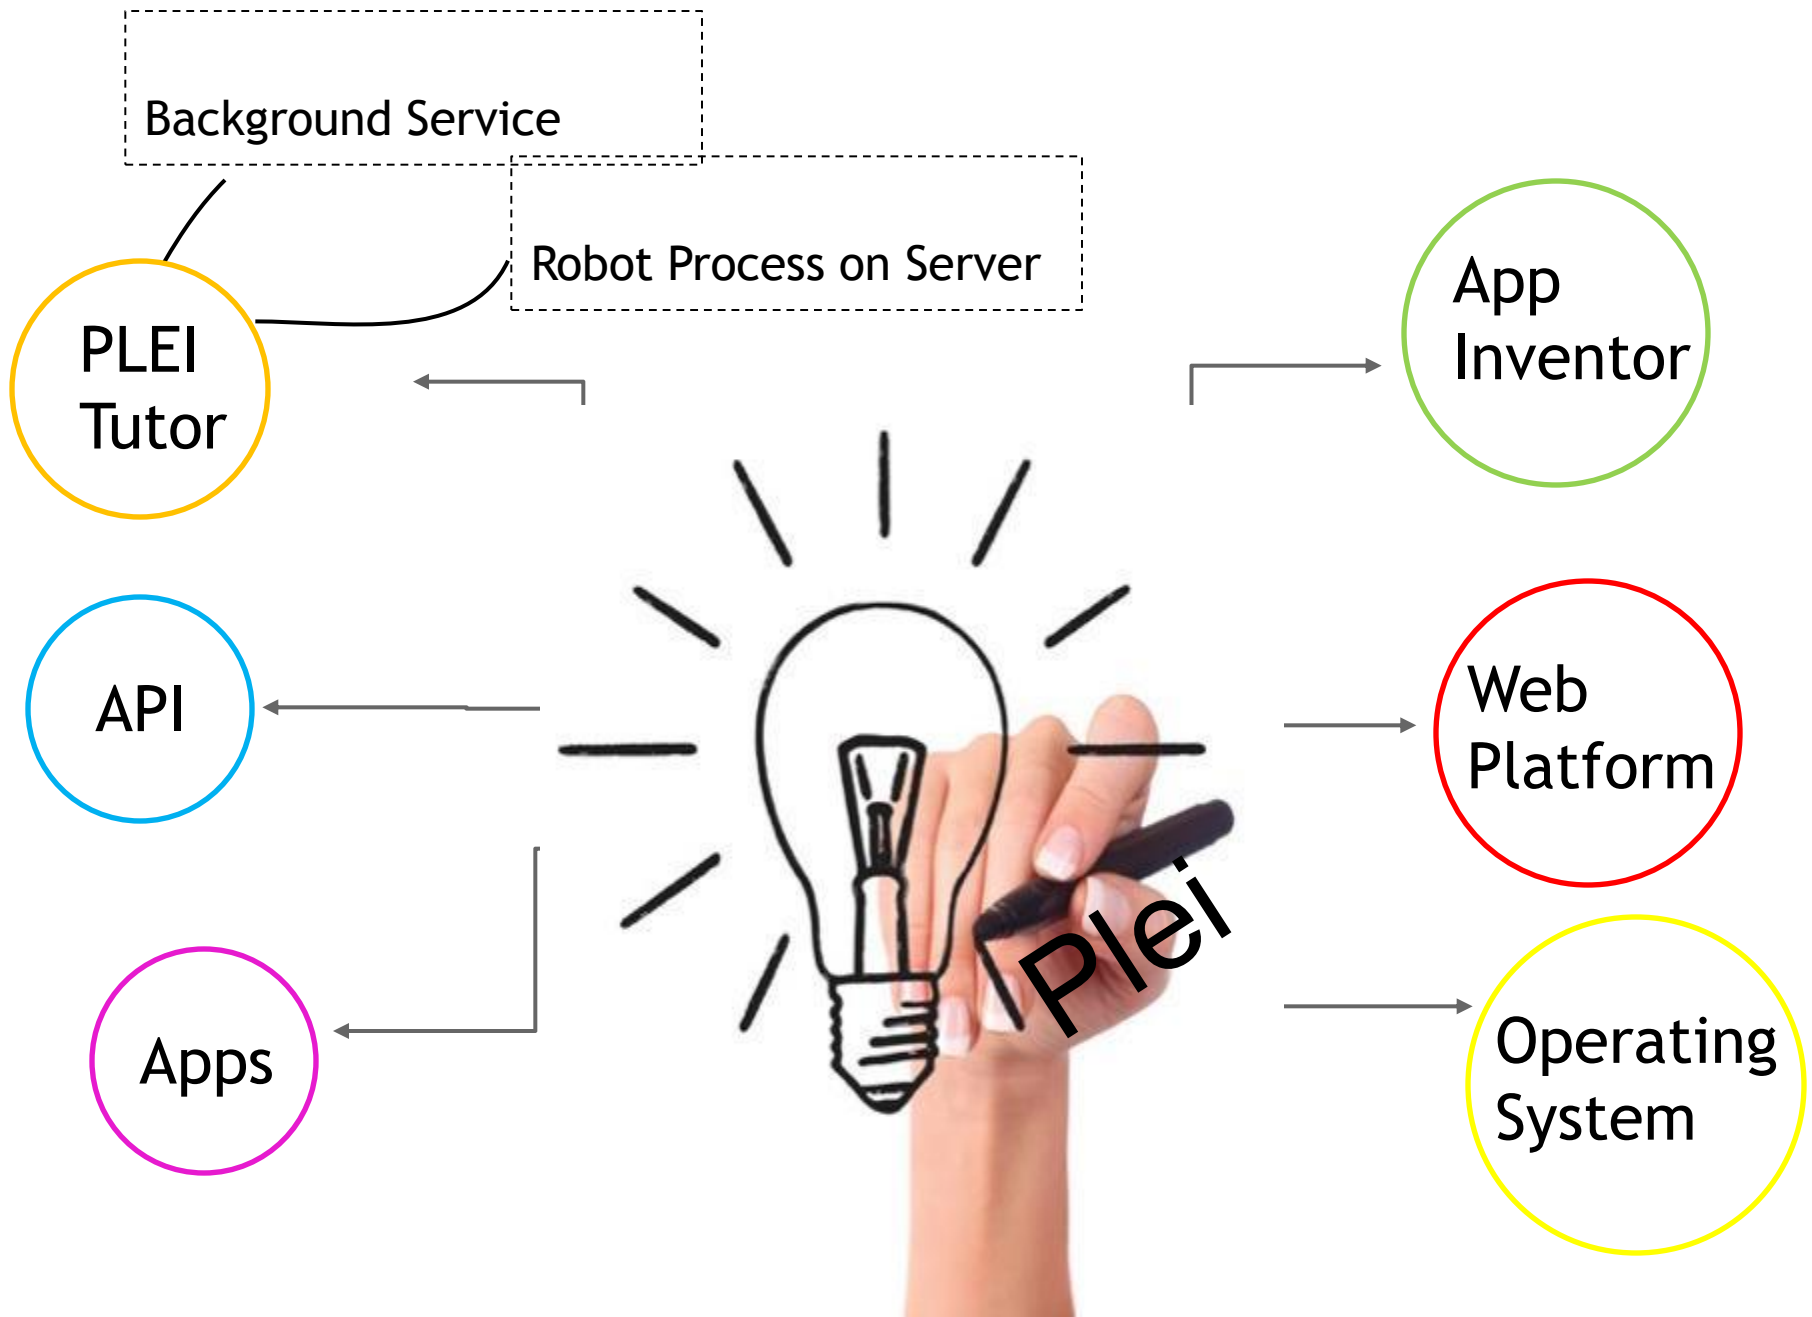 Background Service
Robot Process on Server
PLEI
Tutor
App
Inventor
API
Web
Platform
Plei
Apps
Operating
System